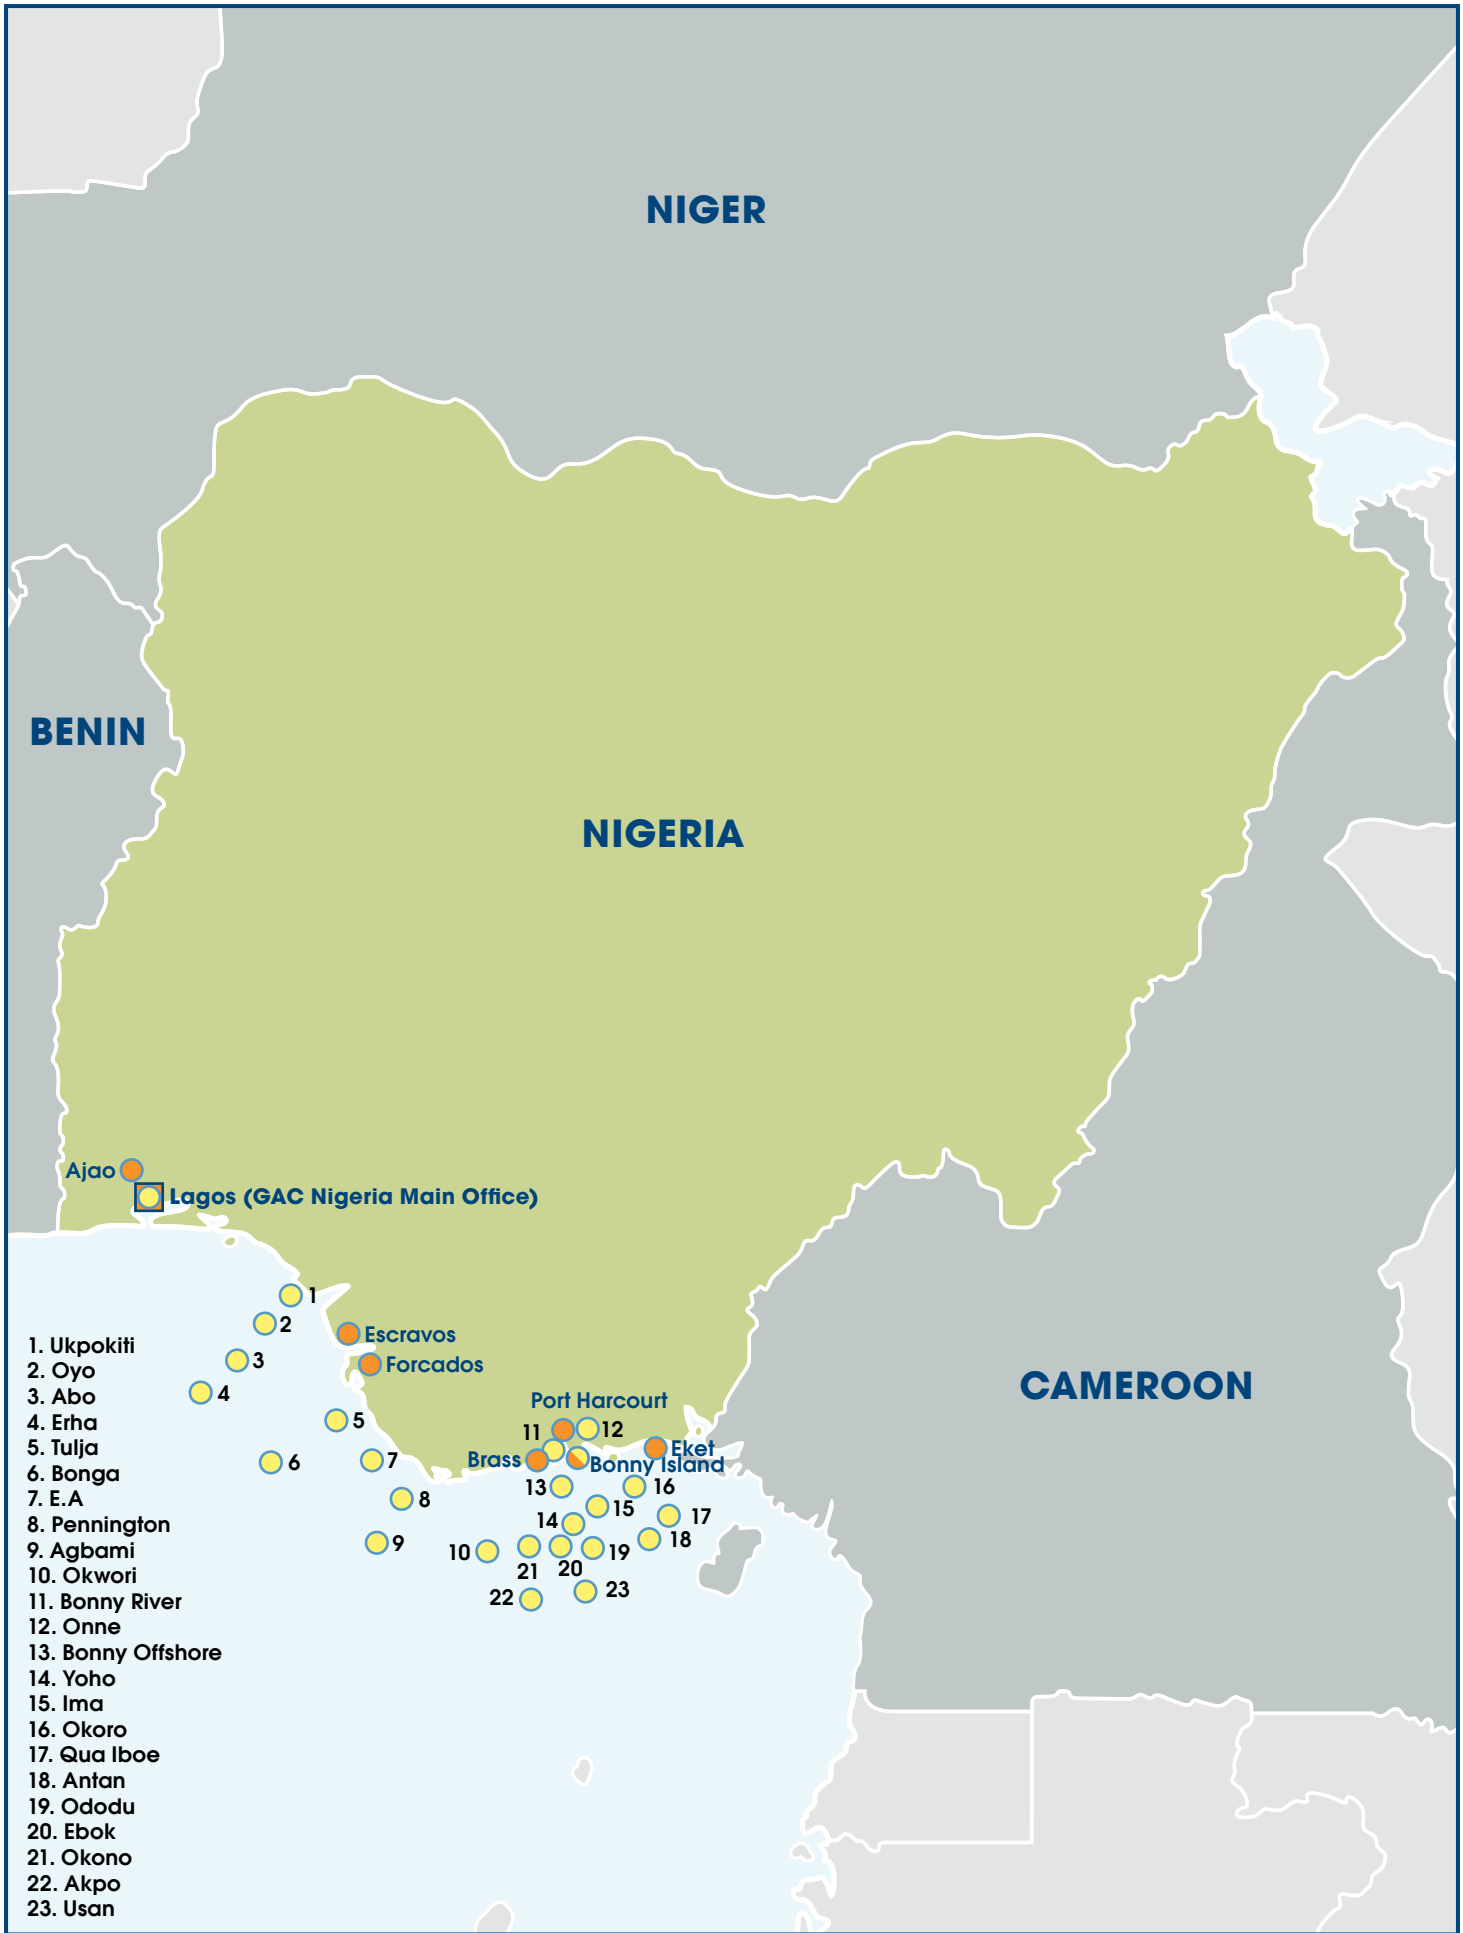 NIGER
BENIN
NIGERIA
Ajao
Lagos (GAC Nigeria Main Office)
1
2
3
4
Escravos
Forcados
CAMEROON
5
6
7
8
9
Port Harcourt
11
12
Brass
Eket
Bonny Island
13
16
15
17
14
18
10
21
20
19
22
23
1. Ukpokiti
2. Oyo
3. Abo
4. Erha
5. Tulja
6. Bonga
7. E.A
8. Pennington
9. Agbami
10. Okwori
11. Bonny River
12. Onne
13. Bonny Offshore
14. Yoho
15. Ima
16. Okoro
17. Qua Iboe
18. Antan
19. Ododu
20. Ebok
21. Okono
22. Akpo
23. Usan